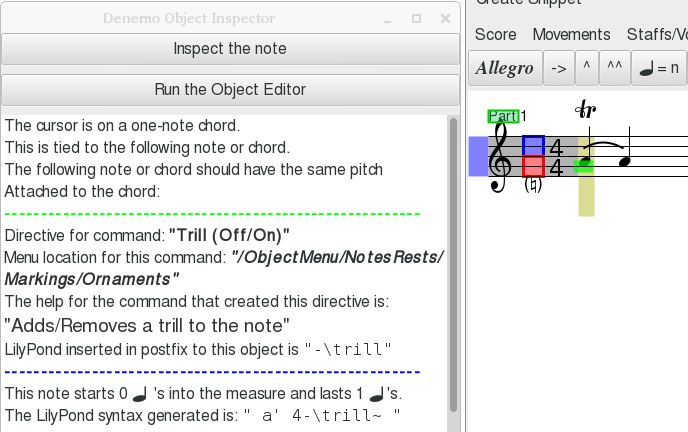 Denemo Object Inspector
Inspect the note
Run the Object Editor
The cursor is on a one-note chord.
This is tied to the following note or chord.
The following note or chord should have the same pitch
Attached to the chord:
Directive for command: "Trill (Off/On)"
Menu location for this command: "/ObjectMenu/NotesRests/
Markings/Ornaments"
The help for the command that created this directive is:
"Adds/Removes a trill to the note"
LilyPond inserted in postfix to this object is "-\trill"
This note starts 0 ♩ 's into the measure and lasts 1 ♩'s.
The LilyPond syntax generated is: " a' 4-\trill~ "
Create Snippet
Score Movements Staffs/Vo
Allegro -> ^ ^^ ♩ = n
tr
Part 1
4
4
(♮)